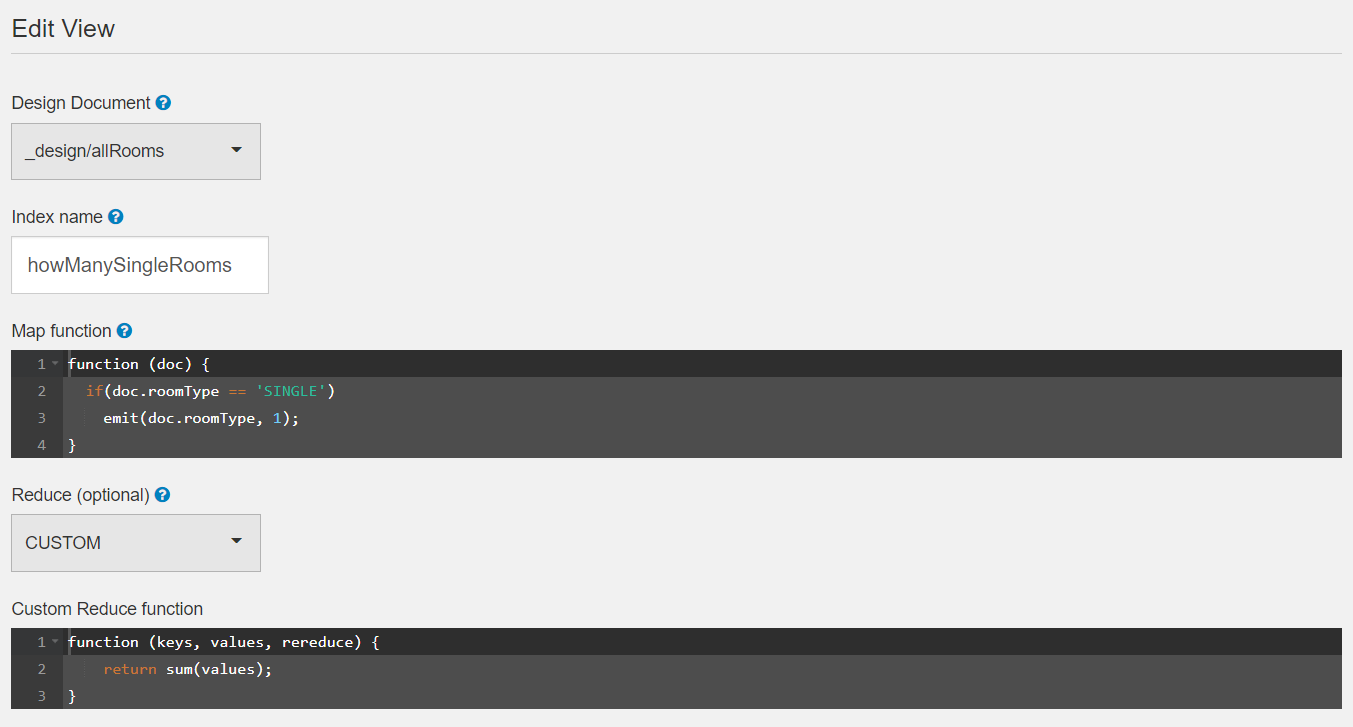 Edit View
Design Document ?
_design/allRooms
Index name ?
howManySingleRooms
Map function ?
1 function (doc) {
2 if(doc.roomType == 'SINGLE')
3 emit(doc.roomType, 1);
4 }
Reduce (optional) ?
CUSTOM
Custom Reduce function
1 function (keys, values, rereduce) {
2 return sum(values);
3 }